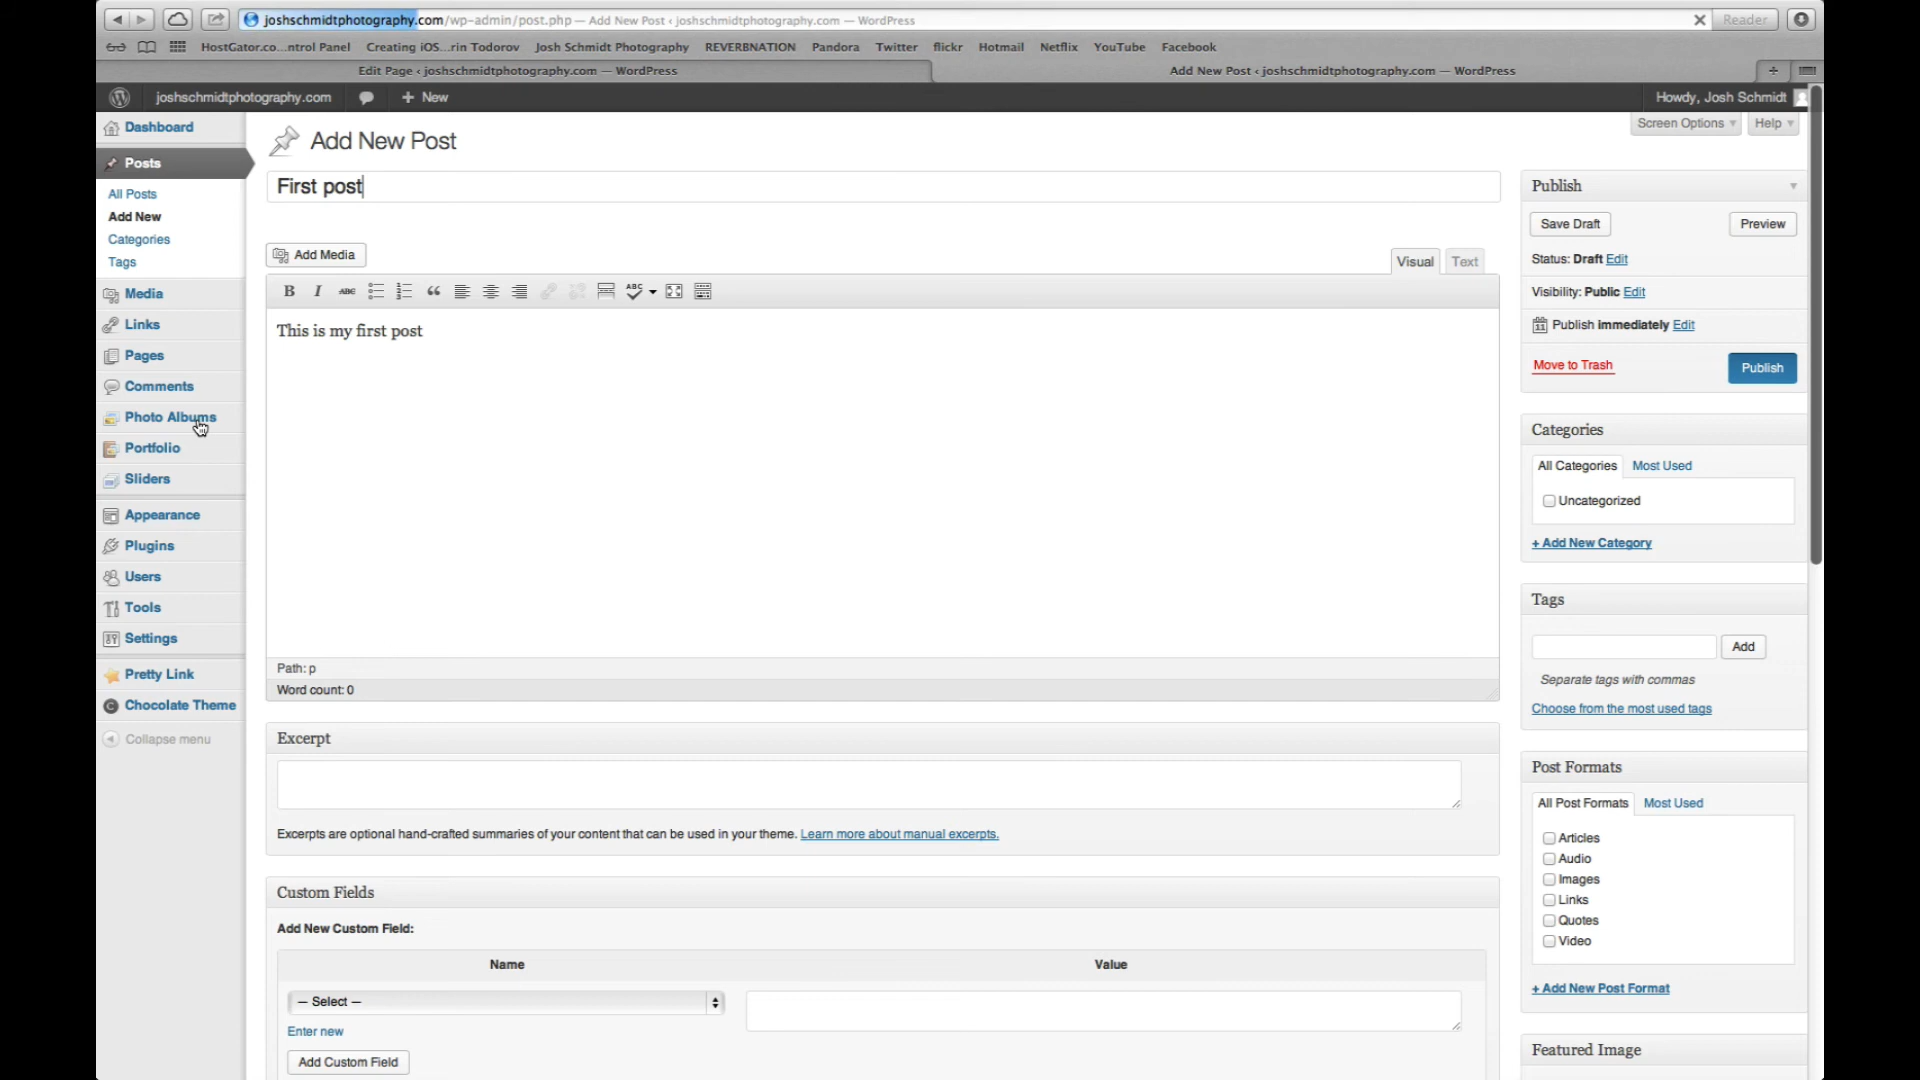 joshschmidtphotography.com/wp-admin/post.php — Add New Post ‹ joshschmidtphotography.com — WordPress
Reader
HostGator.co...ntrol Panel Creating iOS...rin Todorov Josh Schmidt Photography REVERBNATION Pandora Twitter flickr Hotmail Netflix YouTube Facebook
Edit Page ‹ joshschmidtphotography.com — WordPress
Add New Post ‹ joshschmidtphotography.com — WordPress
joshschmidtphotography.com + New
Howdy, Josh Schmidt
Dashboard
Posts
All Posts
Add New
Categories
Tags
Media
Links
Pages
Comments
Photo Albums
Portfolio
Sliders
Appearance
Plugins
Users
Tools
Settings
Pretty Link
Chocolate Theme
Collapse menu
Screen Options Help
Add New Post
First post
Add Media
Visual Text
B I ABC ABC
This is my first post
Path: p
Word count: 0
Excerpt
Excerpts are optional hand-crafted summaries of your content that can be used in your theme. Learn more about manual excerpts.
Custom Fields
Add New Custom Field:
Name Value
— Select —
Enter new
Add Custom Field
Publish
Save Draft Preview
Status: Draft Edit
Visibility: Public Edit
Publish immediately Edit
Move to Trash Publish
Categories
All Categories Most Used
Uncategorized
+ Add New Category
Tags
Add
Separate tags with commas
Choose from the most used tags
Post Formats
All Post Formats Most Used
Articles
Audio
Images
Links
Quotes
Video
+ Add New Post Format
Featured Image